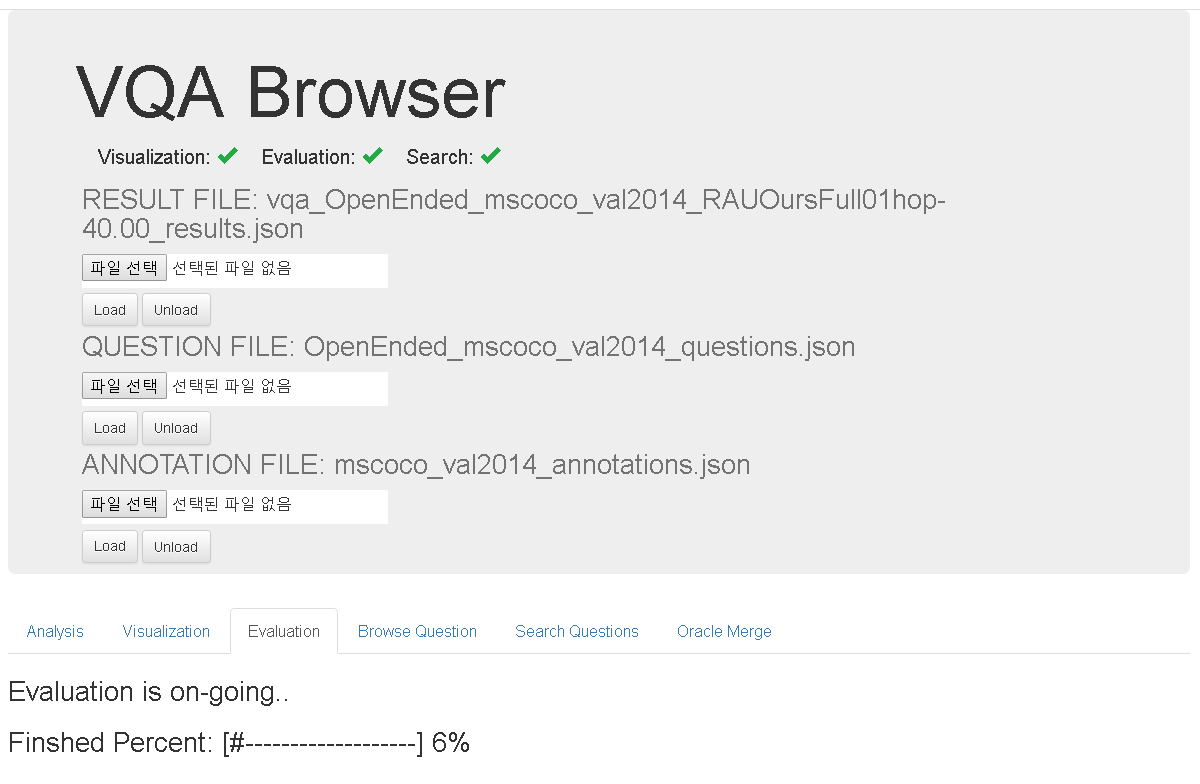 VQA Browser
Visualization: ✔ Evaluation: ✔ Search: ✔
RESULT FILE: vqa_OpenEnded_mscoco_val2014_RAUOursFull01hop-
40.00_results.json
파일 선택 선택된 파일 없음
Load Unload
QUESTION FILE: OpenEnded_mscoco_val2014_questions.json
파일 선택 선택된 파일 없음
Load Unload
ANNOTATION FILE: mscoco_val2014_annotations.json
파일 선택 선택된 파일 없음
Load Unload
Analysis Visualization Evaluation Browse Question Search Questions Oracle Merge
Evaluation is on-going..
Finshed Percent: [#-------------------] 6%